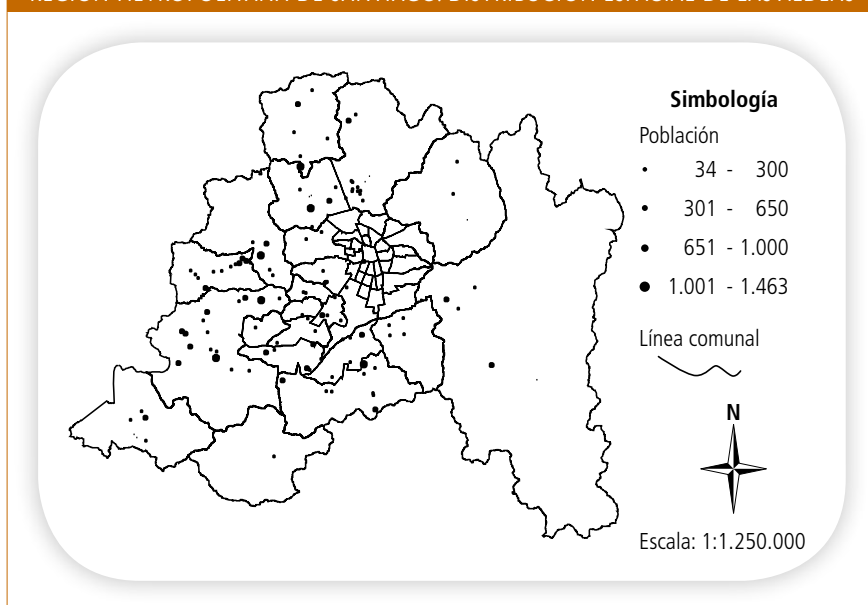 Simbología
Población
34 - 300
301 - 650
651 - 1.000
1.001 - 1.463
Línea comunal
N
Escala: 1:1.250.000